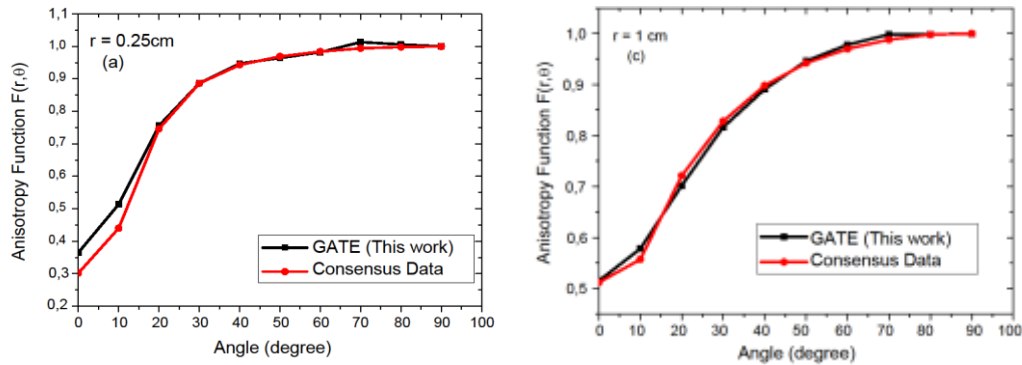 1,1
1,0
0,9
0,8
0,7
0,6
0,5
0,4
0,3
0,2
Anisotropy Function F(r,θ)
r = 0.25cm
(a)
GATE (This work)
Consensus Data
0 10 20 30 40 50 60 70 80 90 100
Angle (degree)
1,0
0,9
0,8
0,7
0,6
0,5
Anisotropy Function F(r,θ)
r = 1 cm
(c)
GATE (This work)
Consensus Data
0 10 20 30 40 50 60 70 80 90 100
Angle (degree)